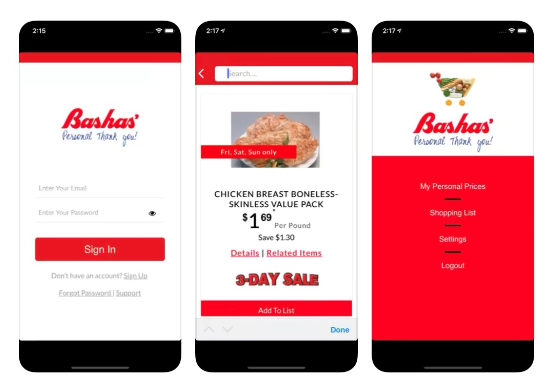 2:15
Bashas'
Personal Thank you!
Enter Your Email
Enter Your Password
Sign In
Don't have an account? Sign Up
Forgot Password | Support
2:17
Search...
Fri, Sat, Sun only
CHICKEN BREAST BONELESS-
SKINLESS VALUE PACK
$1 69 Per Pound
Save $1.30
Details | Related Items
3-DAY SALE
Add To List
Done
2:17
Bashas'
Personal Thank you!
My Personal Prices
Shopping List
Settings
Logout